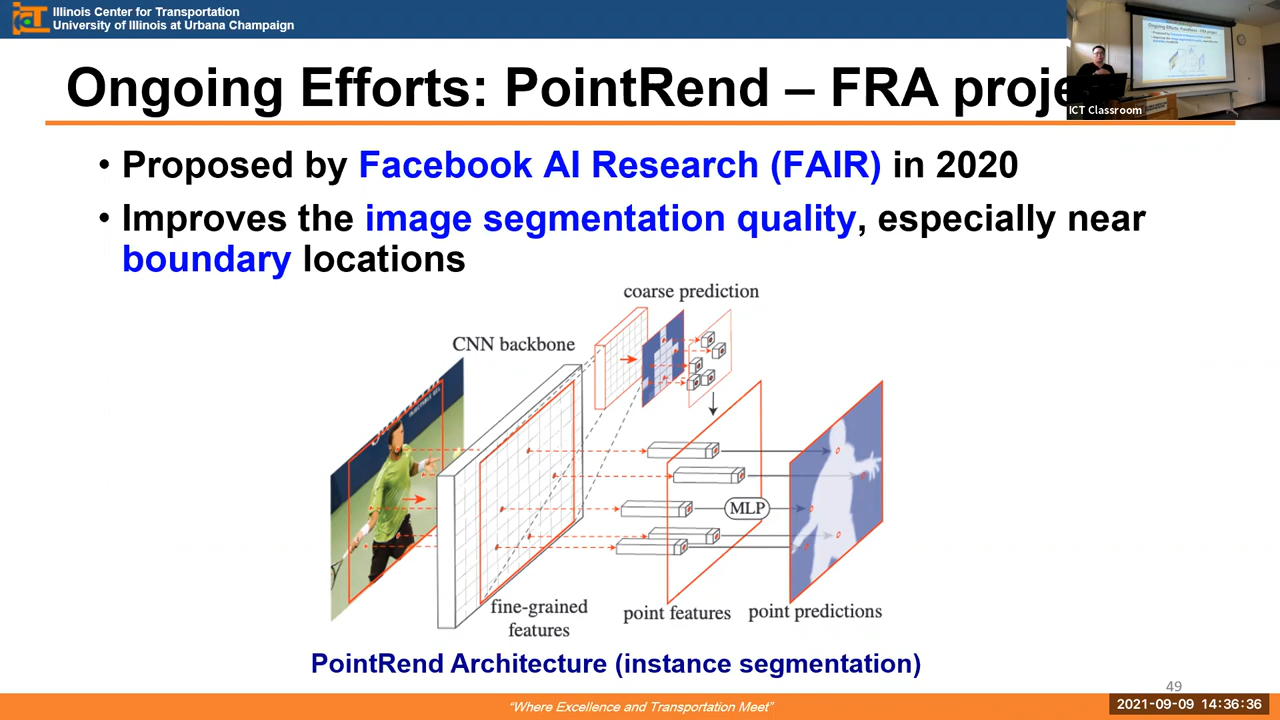 Illinois Center for Transportation
University of Illinois at Urbana Champaign
Ongoing Efforts: PointRend – FRA proje
ICT Classroom
• Proposed by Facebook AI Research (FAIR) in 2020
• Improves the image segmentation quality, especially near
boundary locations
coarse prediction
CNN backbone
MLP
fine-grained
features
point features
point predictions
PointRend Architecture (instance segmentation)
49
"Where Excellence and Transportation Meet"
2021-09-09 14:36:36